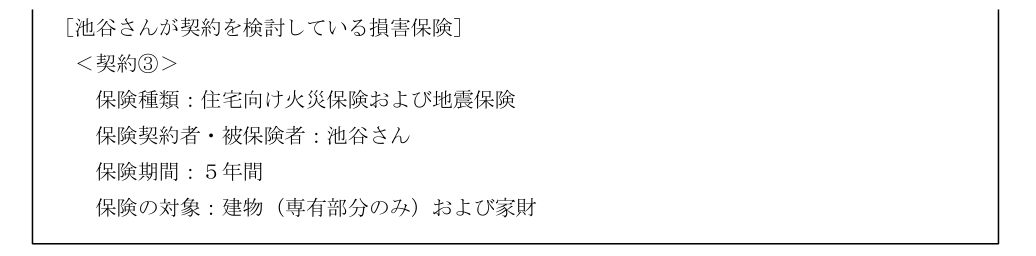 ［池谷さんが契約を検討している損害保険］
＜契約③＞
保険種類：住宅向け火災保険および地震保険
保険契約者・被保険者：池谷さん
保険期間：５年間
保険の対象：建物（専有部分のみ）および家財